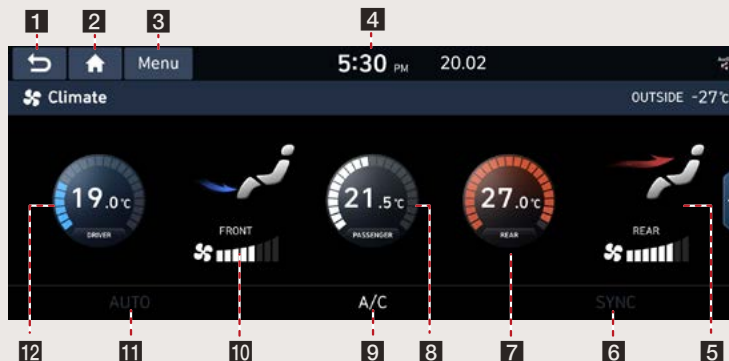 1 2 3 4
Menu 5:30 PM 20.02
Climate OUTSIDE -27℃
19.0℃ 21.5℃ 27.0℃
DRIVER FRONT PASSENGER REAR REAR
AUTO A/C SYNC
12 11 10 9 8 7 6 5